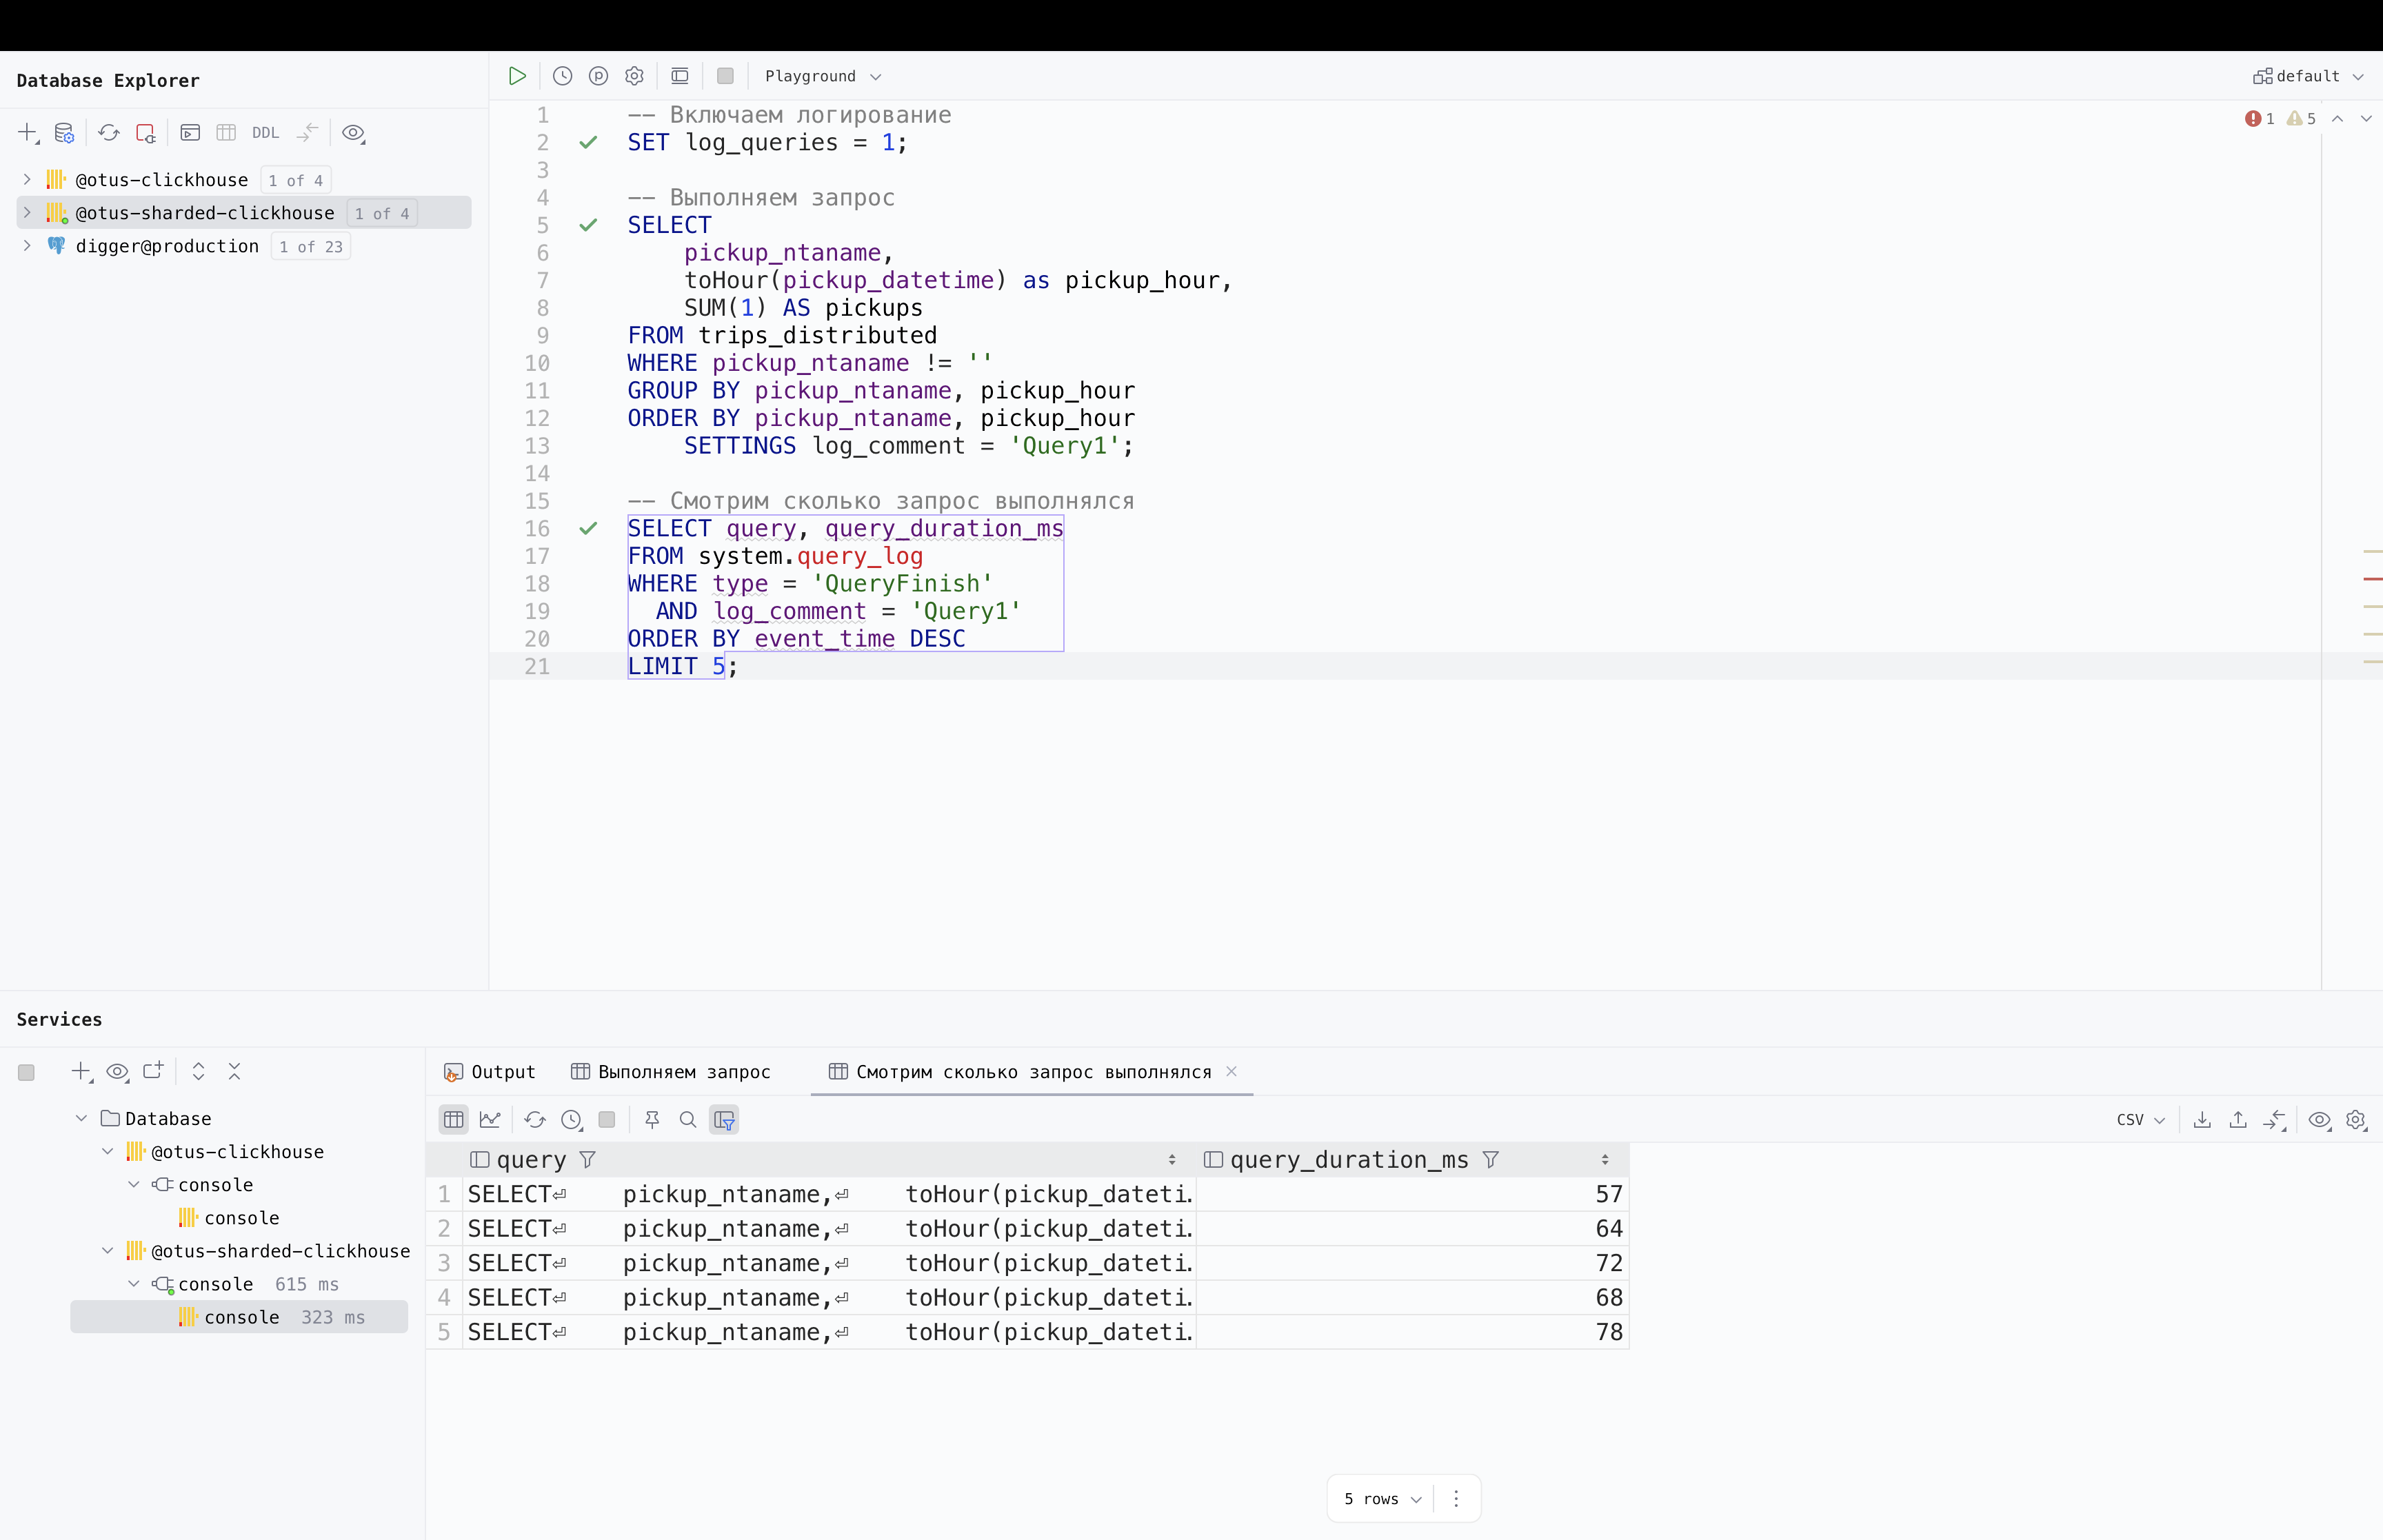 Database Explorer
Playground
default
DDL
@otus-clickhouse 1 of 4
@otus-sharded-clickhouse 1 of 4
digger@production 1 of 23
1 5
1 -- Включаем логирование
2 SET log_queries = 1;
3
4 -- Выполняем запрос
5 SELECT
6 pickup_ntaname,
7 toHour(pickup_datetime) as pickup_hour,
8 SUM(1) AS pickups
9 FROM trips_distributed
10 WHERE pickup_ntaname != ''
11 GROUP BY pickup_ntaname, pickup_hour
12 ORDER BY pickup_ntaname, pickup_hour
13 SETTINGS log_comment = 'Query1';
14
15 -- Смотрим сколько запрос выполнялся
16 SELECT query, query_duration_ms
17 FROM system.query_log
18 WHERE type = 'QueryFinish'
19 AND log_comment = 'Query1'
20 ORDER BY event_time DESC
21 LIMIT 5;
Services
Database
@otus-clickhouse
console
console
@otus-sharded-clickhouse
console 615 ms
console 323 ms
Output Выполняем запрос Смотрим сколько запрос выполнялся
CSV
query query_duration_ms
1 SELECT⏎ pickup_ntaname,⏎ toHour(pickup_dateti… 57
2 SELECT⏎ pickup_ntaname,⏎ toHour(pickup_dateti… 64
3 SELECT⏎ pickup_ntaname,⏎ toHour(pickup_dateti… 72
4 SELECT⏎ pickup_ntaname,⏎ toHour(pickup_dateti… 68
5 SELECT⏎ pickup_ntaname,⏎ toHour(pickup_dateti… 78
5 rows